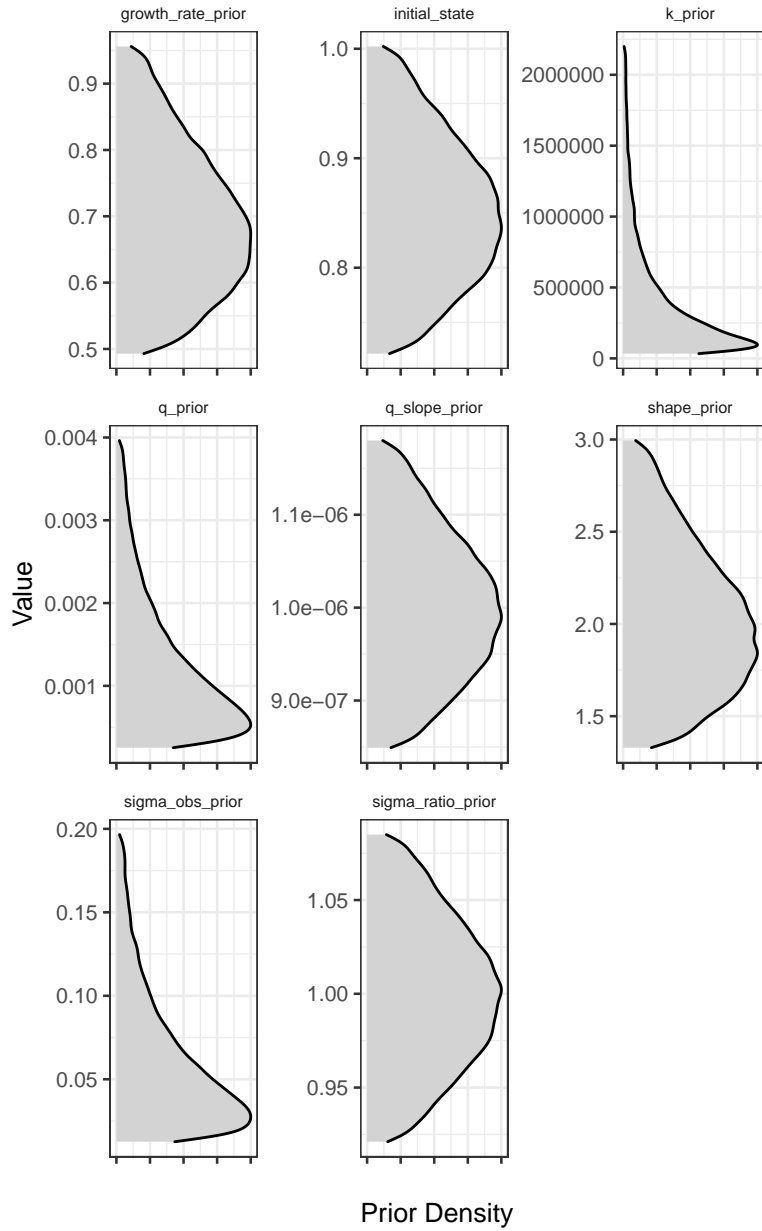 growth_rate_prior
initial_state
k_prior
0.9
0.8
0.7
0.6
0.5
1.0
0.9
0.8
2000000
1500000
1000000
500000
0
q_prior
q_slope_prior
shape_prior
0.004
0.003
0.002
0.001
1.1e-06
1.0e-06
9.0e-07
3.0
2.5
2.0
1.5
Value
sigma_obs_prior
sigma_ratio_prior
0.20
0.15
0.10
0.05
1.05
1.00
0.95
Prior Density